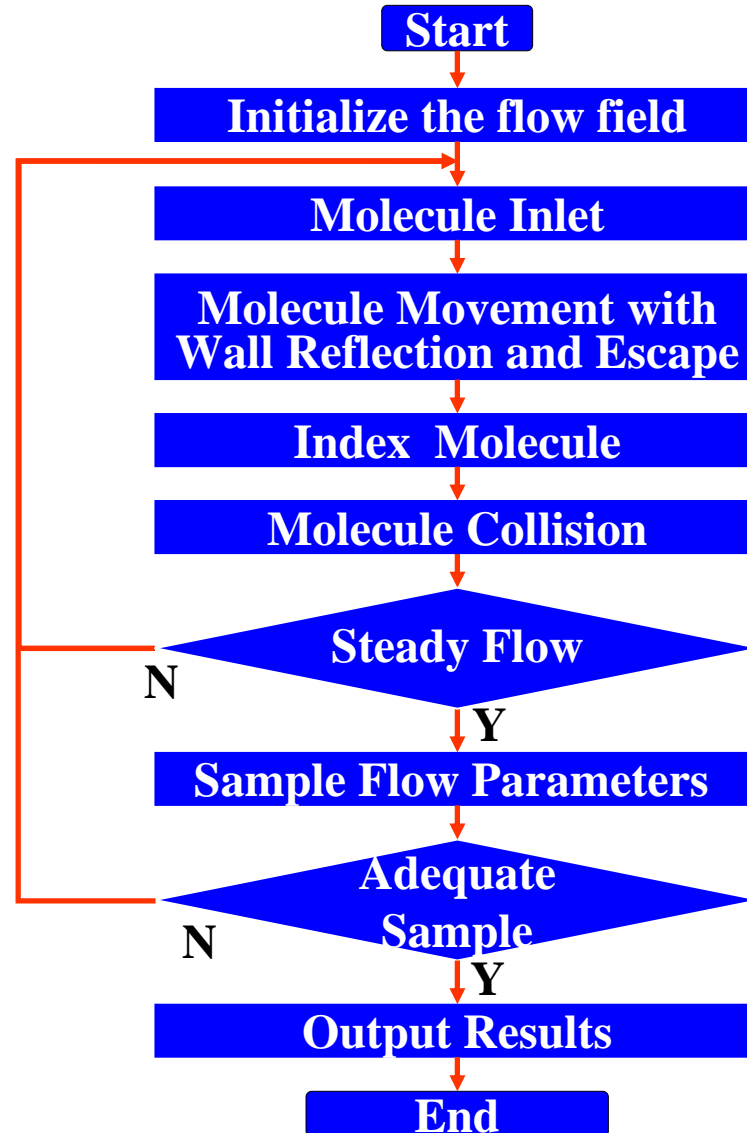 Start
Initialize the flow field
Molecule Inlet
Molecule Movement with
Wall Reflection and Escape
Index Molecule
Molecule Collision
Steady Flow
N
Y
Sample Flow Parameters
Adequate
Sample
N
Y
Output Results
End